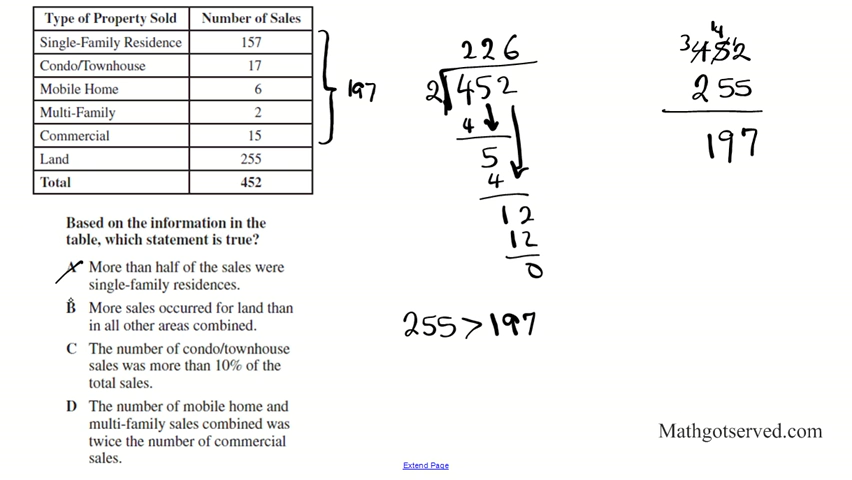 Type of Property Sold Number of Sales
Single-Family Residence 157
Condo/Townhouse 17
Mobile Home 6
Multi-Family 2
Commercial 15
Land 255
Total 452
197
Based on the information in the
table, which statement is true?
A More than half of the sales were
single-family residences.
B More sales occurred for land than
in all other areas combined.
C The number of condo/townhouse
sales was more than 10% of the
total sales.
D The number of mobile home and
multi-family sales combined was
twice the number of commercial
sales.
226
2 452
4
5
4
12
12
0
255 > 197
3 4
452
255
197
Mathgotserved.com
Extend Page